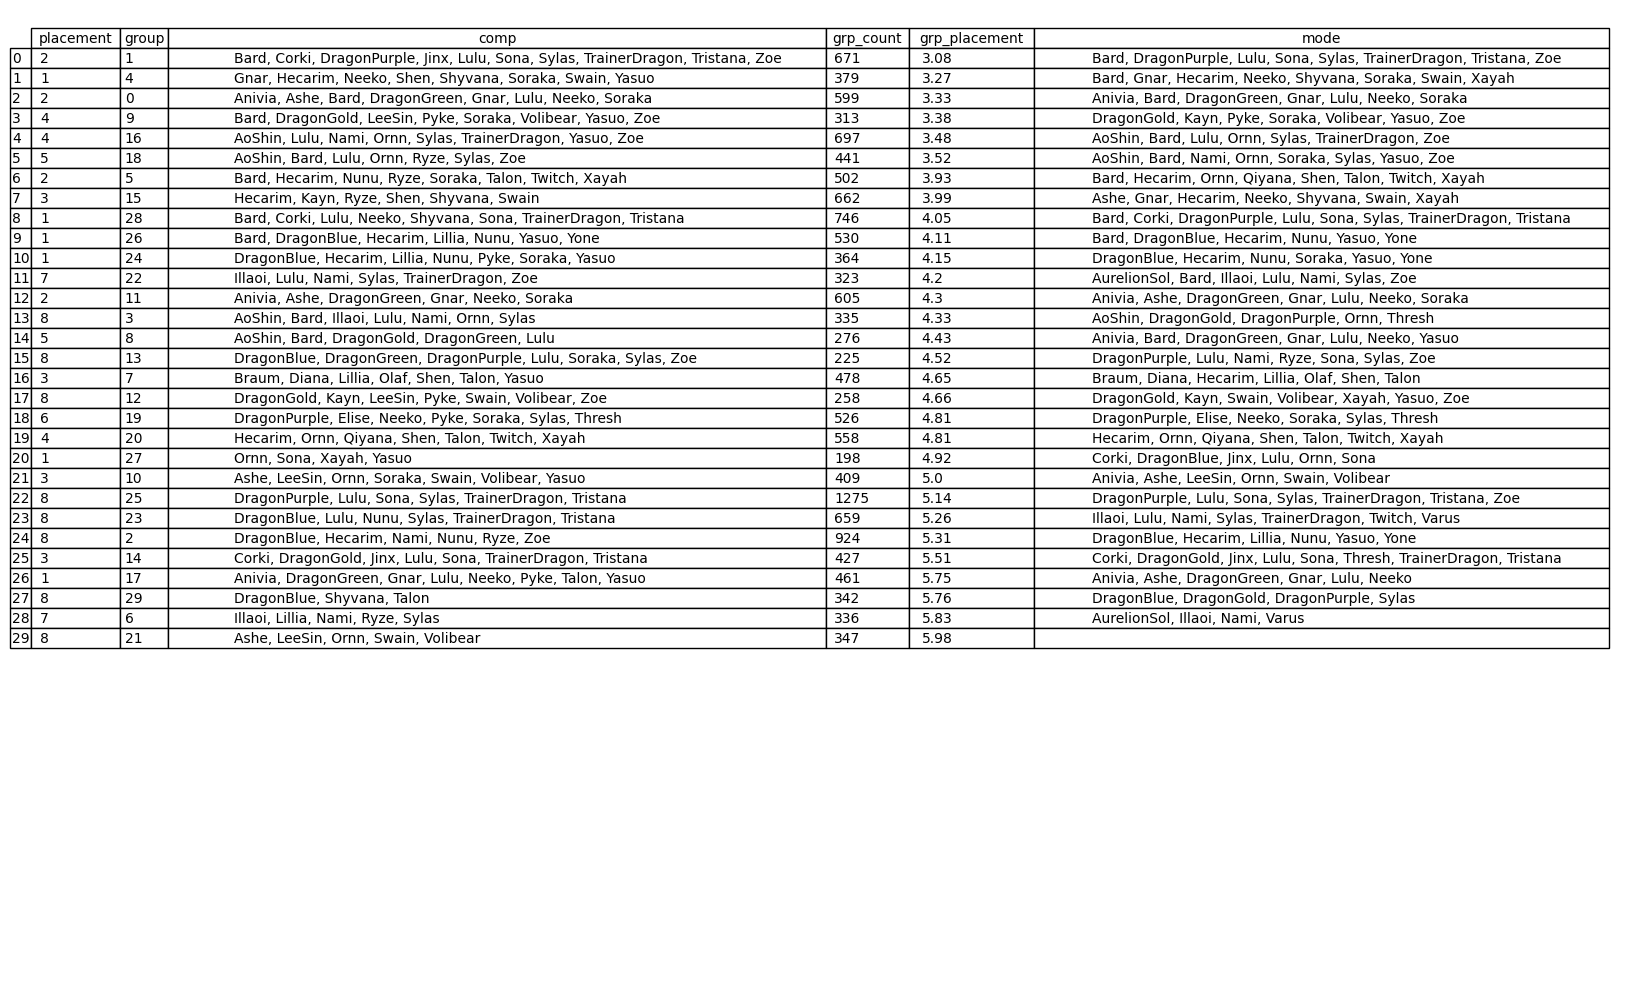 placement group comp grp_count grp_placement mode
0 2 1 Bard, Corki, DragonPurple, Jinx, Lulu, Sona, Sylas, TrainerDragon, Tristana, Zoe 671 3.08 Bard, DragonPurple, Lulu, Sona, Sylas, TrainerDragon, Tristana, Zoe
1 1 4 Gnar, Hecarim, Neeko, Shen, Shyvana, Soraka, Swain, Yasuo 379 3.27 Bard, Gnar, Hecarim, Neeko, Shyvana, Soraka, Swain, Xayah
2 2 0 Anivia, Ashe, Bard, DragonGreen, Gnar, Lulu, Neeko, Soraka 599 3.33 Anivia, Bard, DragonGreen, Gnar, Lulu, Neeko, Soraka
3 4 9 Bard, DragonGold, LeeSin, Pyke, Soraka, Volibear, Yasuo, Zoe 313 3.38 DragonGold, Kayn, Pyke, Soraka, Volibear, Yasuo, Zoe
4 4 16 AoShin, Lulu, Nami, Ornn, Sylas, TrainerDragon, Yasuo, Zoe 697 3.48 AoShin, Bard, Lulu, Ornn, Sylas, TrainerDragon, Zoe
5 5 18 AoShin, Bard, Lulu, Ornn, Ryze, Sylas, Zoe 441 3.52 AoShin, Bard, Nami, Ornn, Soraka, Sylas, Yasuo, Zoe
6 2 5 Bard, Hecarim, Nunu, Ryze, Soraka, Talon, Twitch, Xayah 502 3.93 Bard, Hecarim, Ornn, Qiyana, Shen, Talon, Twitch, Xayah
7 3 15 Hecarim, Kayn, Ryze, Shen, Shyvana, Swain 662 3.99 Ashe, Gnar, Hecarim, Neeko, Shyvana, Swain, Xayah
8 1 28 Bard, Corki, Lulu, Neeko, Shyvana, Sona, TrainerDragon, Tristana 746 4.05 Bard, Corki, DragonPurple, Lulu, Sona, Sylas, TrainerDragon, Tristana
9 1 26 Bard, DragonBlue, Hecarim, Lillia, Nunu, Yasuo, Yone 530 4.11 Bard, DragonBlue, Hecarim, Nunu, Yasuo, Yone
10 1 24 DragonBlue, Hecarim, Lillia, Nunu, Pyke, Soraka, Yasuo 364 4.15 DragonBlue, Hecarim, Nunu, Soraka, Yasuo, Yone
11 7 22 Illaoi, Lulu, Nami, Sylas, TrainerDragon, Zoe 323 4.2 AurelionSol, Bard, Illaoi, Lulu, Nami, Sylas, Zoe
12 2 11 Anivia, Ashe, DragonGreen, Gnar, Neeko, Soraka 605 4.3 Anivia, Ashe, DragonGreen, Gnar, Lulu, Neeko, Soraka
13 8 3 AoShin, Bard, Illaoi, Lulu, Nami, Ornn, Sylas 335 4.33 AoShin, DragonGold, DragonPurple, Ornn, Thresh
14 5 8 AoShin, Bard, DragonGold, DragonGreen, Lulu 276 4.43 Anivia, Bard, DragonGreen, Gnar, Lulu, Neeko, Yasuo
15 8 13 DragonBlue, DragonGreen, DragonPurple, Lulu, Soraka, Sylas, Zoe 225 4.52 DragonPurple, Lulu, Nami, Ryze, Sona, Sylas, Zoe
16 3 7 Braum, Diana, Lillia, Olaf, Shen, Talon, Yasuo 478 4.65 Braum, Diana, Hecarim, Lillia, Olaf, Shen, Talon
17 8 12 DragonGold, Kayn, LeeSin, Pyke, Swain, Volibear, Zoe 258 4.66 DragonGold, Kayn, Swain, Volibear, Xayah, Yasuo, Zoe
18 6 19 DragonPurple, Elise, Neeko, Pyke, Soraka, Sylas, Thresh 526 4.81 DragonPurple, Elise, Neeko, Soraka, Sylas, Thresh
19 4 20 Hecarim, Ornn, Qiyana, Shen, Talon, Twitch, Xayah 558 4.81 Hecarim, Ornn, Qiyana, Shen, Talon, Twitch, Xayah
20 1 27 Ornn, Sona, Xayah, Yasuo 198 4.92 Corki, DragonBlue, Jinx, Lulu, Ornn, Sona
21 3 10 Ashe, LeeSin, Ornn, Soraka, Swain, Volibear, Yasuo 409 5.0 Anivia, Ashe, LeeSin, Ornn, Swain, Volibear
22 8 25 DragonPurple, Lulu, Sona, Sylas, TrainerDragon, Tristana 1275 5.14 DragonPurple, Lulu, Sona, Sylas, TrainerDragon, Tristana, Zoe
23 8 23 DragonBlue, Lulu, Nunu, Sylas, TrainerDragon, Tristana 659 5.26 Illaoi, Lulu, Nami, Sylas, TrainerDragon, Twitch, Varus
24 8 2 DragonBlue, Hecarim, Nami, Nunu, Ryze, Zoe 924 5.31 DragonBlue, Hecarim, Lillia, Nunu, Yasuo, Yone
25 3 14 Corki, DragonGold, Jinx, Lulu, Sona, TrainerDragon, Tristana 427 5.51 Corki, DragonGold, Jinx, Lulu, Sona, Thresh, TrainerDragon, Tristana
26 1 17 Anivia, DragonGreen, Gnar, Lulu, Neeko, Pyke, Talon, Yasuo 461 5.75 Anivia, Ashe, DragonGreen, Gnar, Lulu, Neeko
27 8 29 DragonBlue, Shyvana, Talon 342 5.76 DragonBlue, DragonGold, DragonPurple, Sylas
28 7 6 Illaoi, Lillia, Nami, Ryze, Sylas 336 5.83 AurelionSol, Illaoi, Nami, Varus
29 8 21 Ashe, LeeSin, Ornn, Swain, Volibear 347 5.98